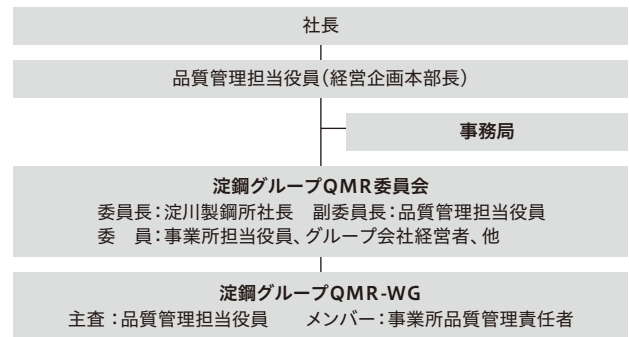 社長
品質管理担当役員(経営企画本部長)
事務局
淀鋼グループQMR委員会
委員長:淀川製鋼所社長　副委員長:品質管理担当役員
委　員:事業所担当役員、グループ会社経営者、他
淀鋼グループQMR-WG
主査:品質管理担当役員　　メンバー:事業所品質管理責任者